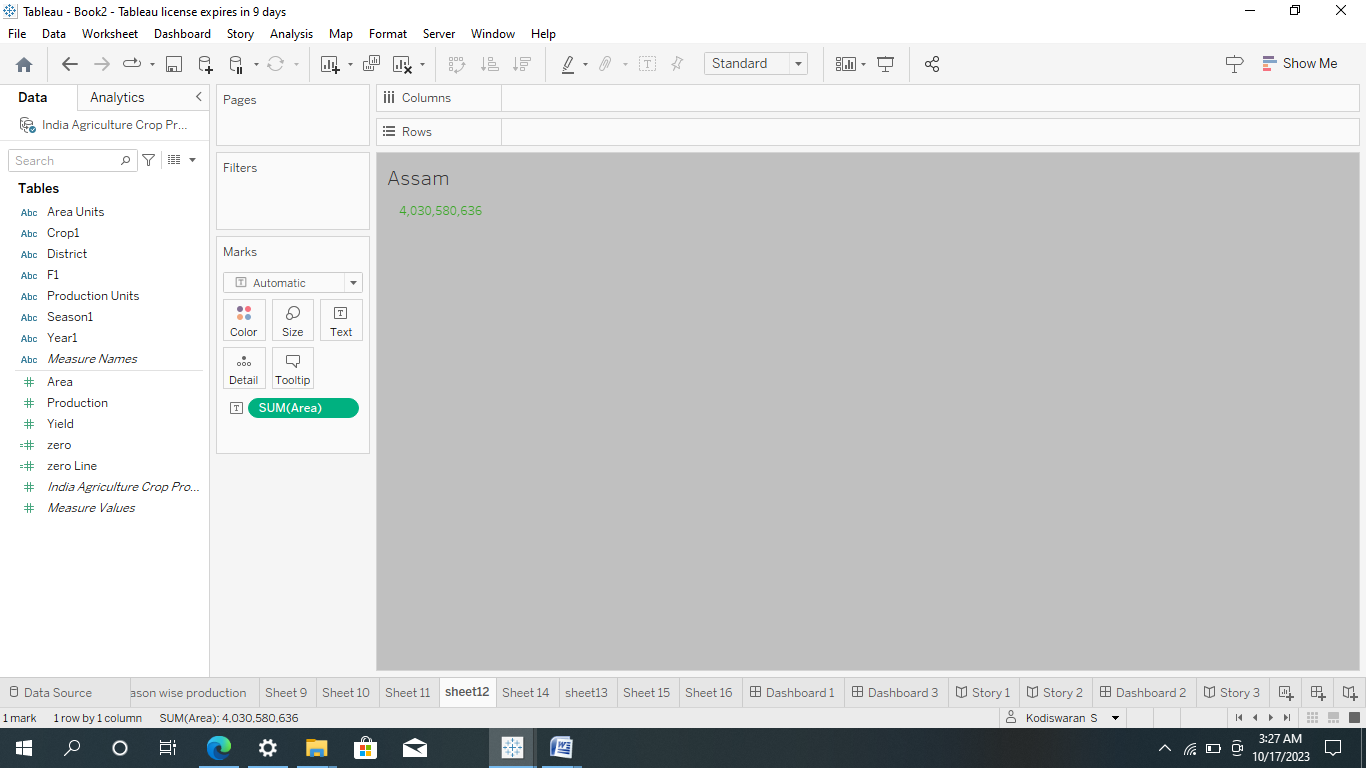 Tableau - Book2 - Tableau license expires in 9 days
File Data Worksheet Dashboard Story Analysis Map Format Server Window Help
Standard
Show Me
Data Analytics
India Agriculture Crop Pr...
Search
Tables
Abc Area Units
Abc Crop1
Abc District
Abc F1
Abc Production Units
Abc Season1
Abc Year1
Abc Measure Names
# Area
# Production
# Yield
=# zero
=# zero Line
# India Agriculture Crop Pro...
# Measure Values
Pages
Filters
Marks
T Automatic
Color Size T Text
Detail Tooltip
T SUM(Area)
Columns
Rows
Assam
4,030,580,636
Data Source ason wise production Sheet 9 Sheet 10 Sheet 11 sheet12 Sheet 14 sheet13 Sheet 15 Sheet 16 Dashboard 1 Dashboard 3 Story 1 Story 2 Dashboard 2 Story 3
1 mark 1 row by 1 column SUM(Area): 4,030,580,636 Kodiswaran S
3:27 AM
10/17/2023